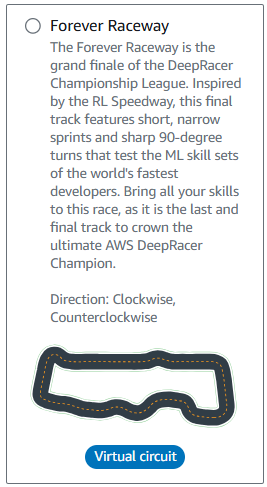 Forever Raceway
The Forever Raceway is the
grand finale of the DeepRacer
Championship League. Inspired
by the RL Speedway, this final
track features short, narrow
sprints and sharp 90-degree
turns that test the ML skill sets
of the world's fastest
developers. Bring all your skills
to this race, as it is the last and
final track to crown the
ultimate AWS DeepRacer
Champion.
Direction: Clockwise,
Counterclockwise
Virtual circuit